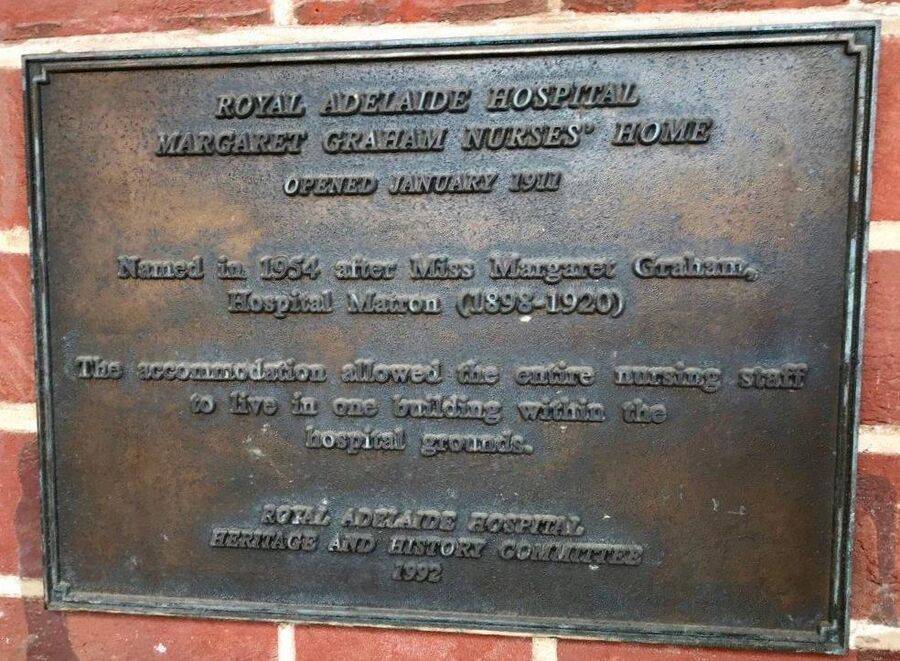 ROYAL ADELAIDE HOSPITAL
MARGARET GRAHAM NURSES' HOME
OPENED JANUARY 1911
Named in 1954 after Miss Margaret Graham,
Hospital Matron (1898-1920)
The accommodation allowed the entire nursing staff
to live in one building within the
hospital grounds.
ROYAL ADELAIDE HOSPITAL
HERITAGE AND HISTORY COMMITTEE
1992